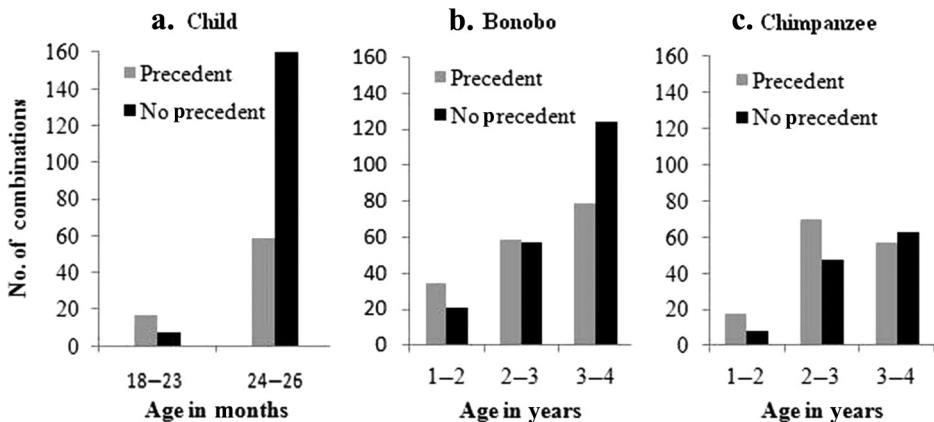 a. Child
No. of combinations
160
140
120
100
80
60
40
20
0
Precedent
No precedent
18–23
24–26
Age in months
b. Bonobo
160
140
120
100
80
60
40
20
0
Precedent
No precedent
1–2
2–3
3–4
Age in years
c. Chimpanzee
160
140
120
100
80
60
40
20
0
Precedent
No precedent
1–2
2–3
3–4
Age in years